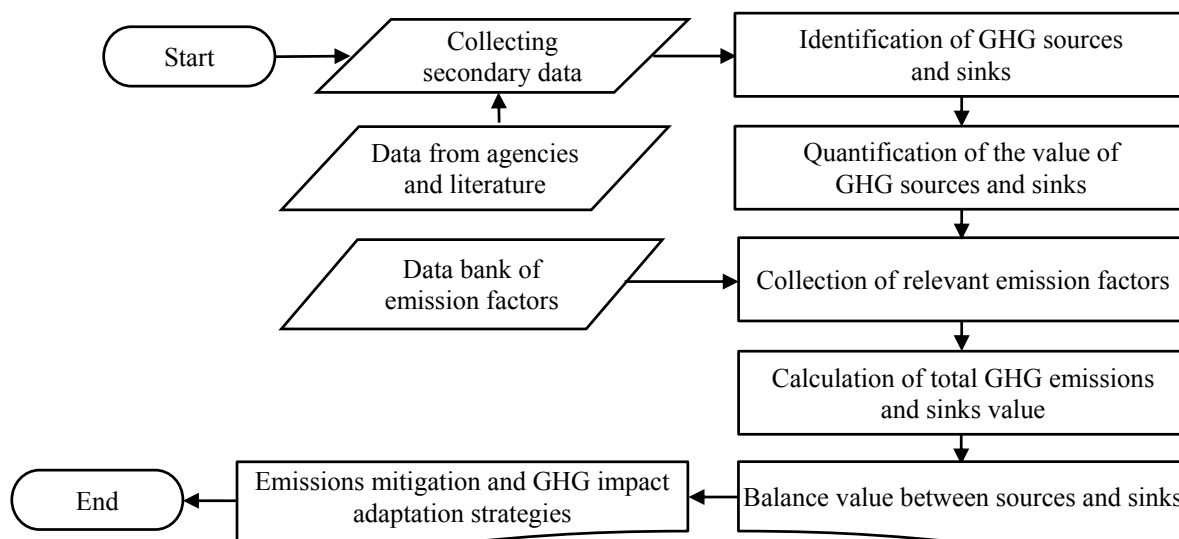 Start
Collecting
secondary data
Identification of GHG sources
and sinks
Data from agencies
and literature
Quantification of the value of
GHG sources and sinks
Data bank of
emission factors
Collection of relevant emission factors
Calculation of total GHG emissions
and sinks value
Balance value between sources and sinks
Emissions mitigation and GHG impact
adaptation strategies
End